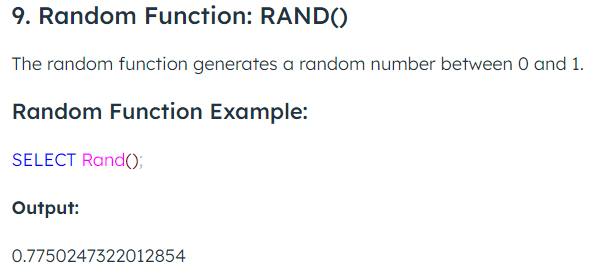 9. Random Function: RAND()
The random function generates a random number between 0 and 1.
Random Function Example:
SELECT Rand();
Output:
0.7750247322012854